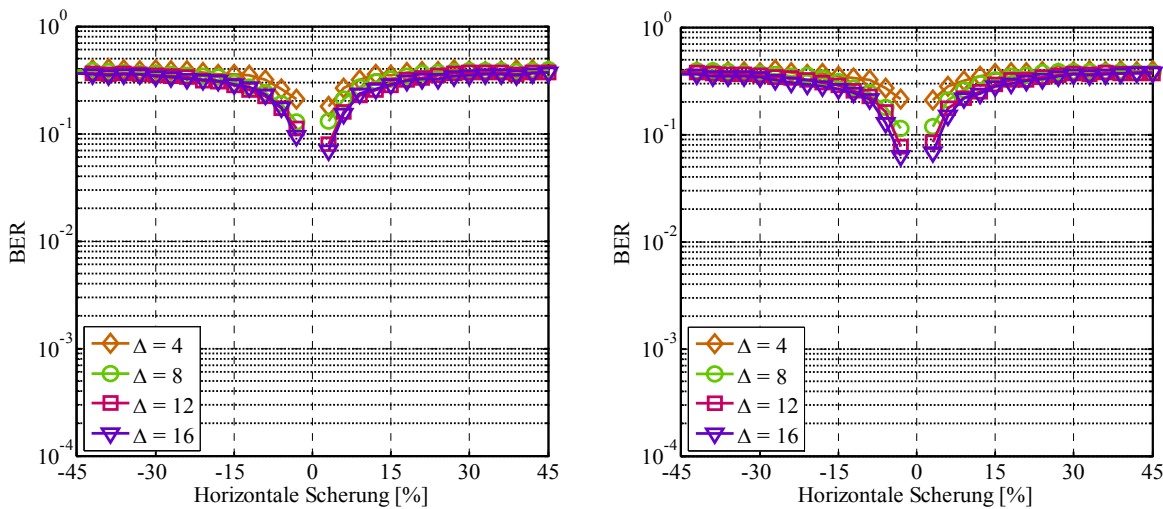 10^0
10^-1
10^-2
10^-3
10^-4
BER
-45 -30 -15 0 15 30 45
Horizontale Scherung [%]
Δ = 4
Δ = 8
Δ = 12
Δ = 16
10^0
10^-1
10^-2
10^-3
10^-4
BER
-45 -30 -15 0 15 30 45
Horizontale Scherung [%]
Δ = 4
Δ = 8
Δ = 12
Δ = 16